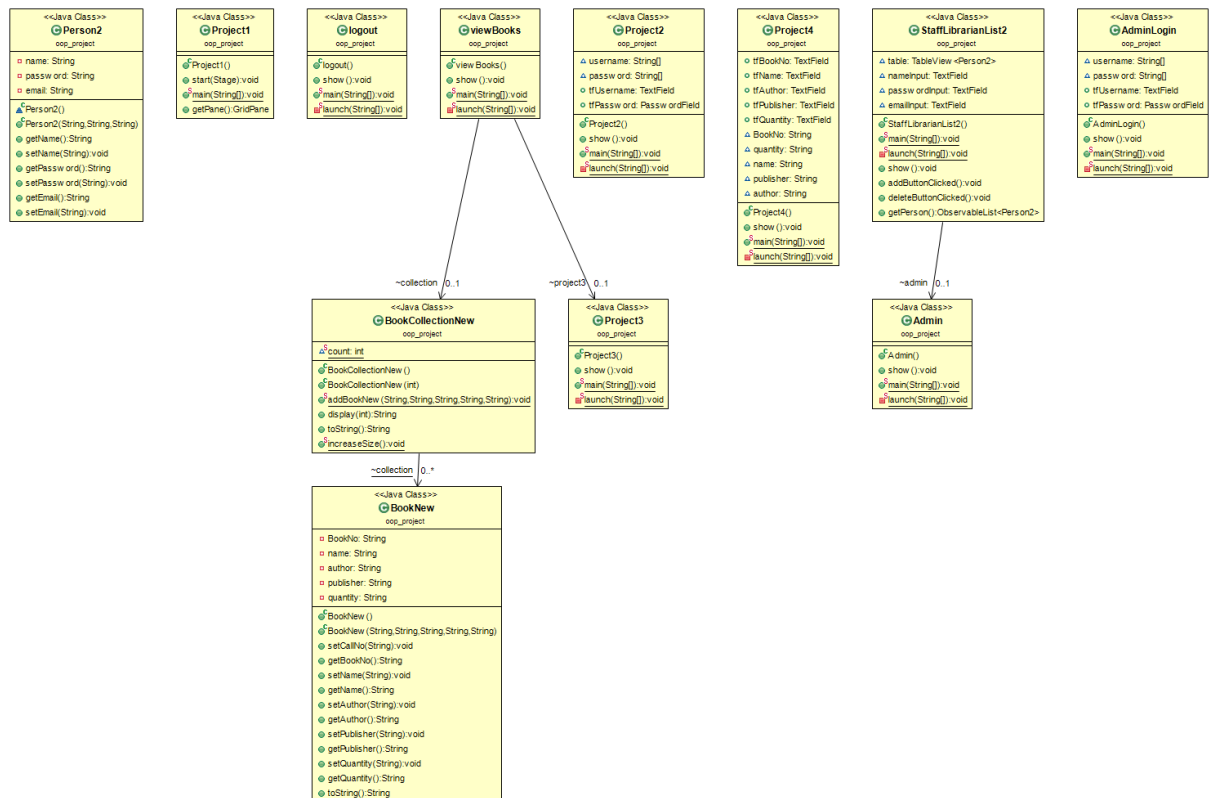 <<Java Class>>
Person2
oop_project
name: String
password: String
email: String
Person2()
Person2(String,String,String)
getName():String
setName(String):void
getPassword():String
setPassword(String):void
getEmail():String
setEmail(String):void
<<Java Class>>
Project1
oop_project
Project1()
start(Stage):void
main(String[]):void
getPane():GridPane
<<Java Class>>
logout
oop_project
logout()
show():void
main(String[]):void
launch(String[]):void
<<Java Class>>
viewBooks
oop_project
viewBooks()
show():void
main(String[]):void
launch(String[]):void
<<Java Class>>
Project2
oop_project
username: String[]
password: String[]
tfUsername: TextField
tfPassword: PasswordField
Project2()
show():void
main(String[]):void
launch(String[]):void
<<Java Class>>
Project4
oop_project
tfBookNo: TextField
tfName: TextField
tfAuthor: TextField
tfPublisher: TextField
tfQuantity: TextField
BookNo: String
quantity: String
name: String
publisher: String
author: String
Project4()
show():void
main(String[]):void
launch(String[]):void
<<Java Class>>
StaffLibrarianList2
oop_project
table: TableView <Person2>
nameInput: TextField
passwordInput: TextField
emailInput: TextField
StaffLibrarianList2()
main(String[]):void
launch(String[]):void
show():void
addButtonClicked():void
deleteButtonClicked():void
getPerson():ObservableList<Person2>
<<Java Class>>
AdminLogin
oop_project
username: String[]
password: String[]
tfUsername: TextField
tfPassword: PasswordField
AdminLogin()
show():void
main(String[]):void
launch(String[]):void
~collection 0..1
~project3 0..1
~admin 0..1
<<Java Class>>
BookCollectionNew
oop_project
count: int
BookCollectionNew()
BookCollectionNew(int)
addBookNew(String,String,String,String,String):void
display(int):String
toString():String
increaseSize():void
<<Java Class>>
Project3
oop_project
Project3()
show():void
main(String[]):void
launch(String[]):void
<<Java Class>>
Admin
oop_project
Admin()
show():void
main(String[]):void
launch(String[]):void
~collection 0..*
<<Java Class>>
BookNew
oop_project
BookNo: String
name: String
author: String
publisher: String
quantity: String
BookNew()
BookNew(String,String,String,String,String)
setCallNo(String):void
getBookNo():String
setName(String):void
getName():String
setAuthor(String):void
getAuthor():String
setPublisher(String):void
getPublisher():String
setQuantity(String):void
getQuantity():String
toString():String